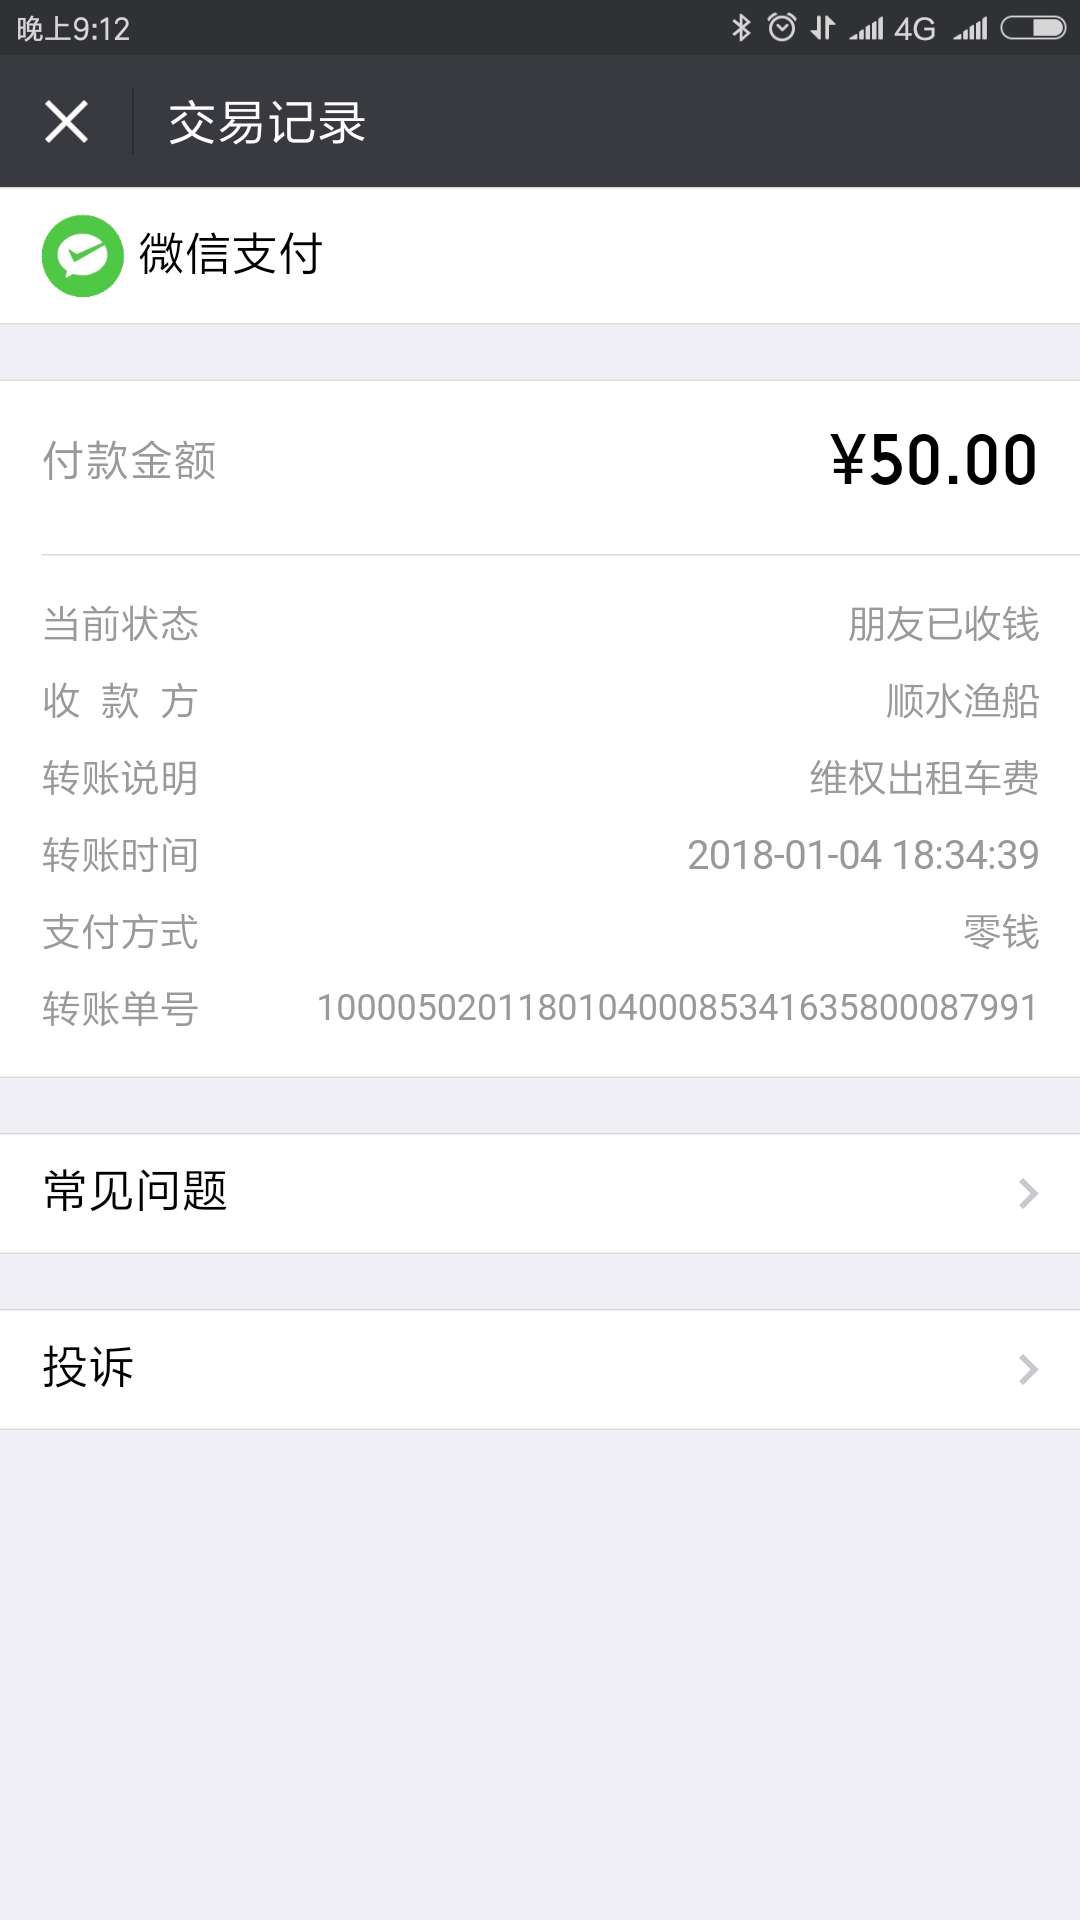 晚上9:12
4G
交易记录
微信支付
付款金额 ¥50.00
当前状态 朋友已收钱
收款方 顺水渔船
转账说明 维权出租车费
转账时间 2018-01-04 18:34:39
支付方式 零钱
转账单号 100005020118010400085341635800087991
常见问题
投诉